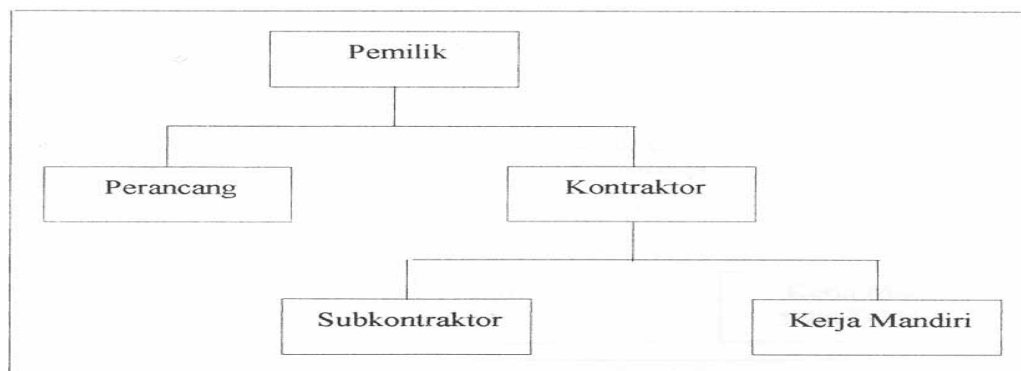 Pemilik
Perancang
Kontraktor
Subkontraktor
Kerja Mandiri